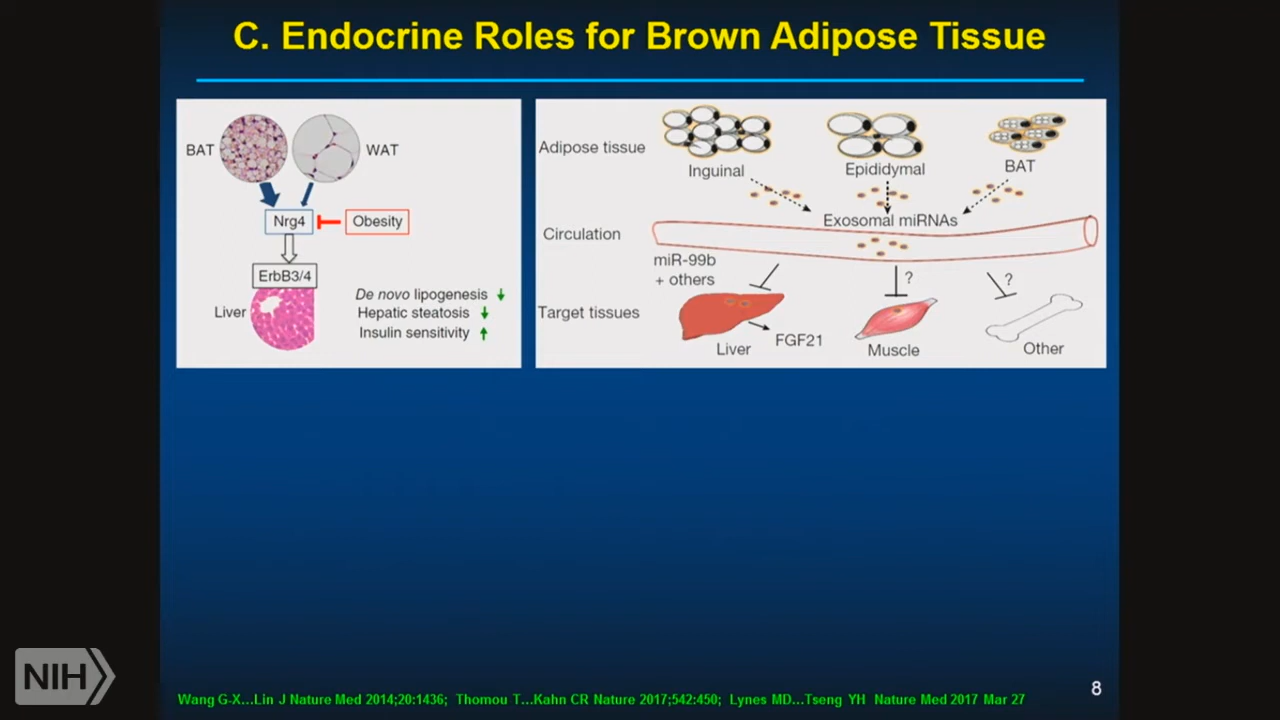 C. Endocrine Roles for Brown Adipose Tissue
BAT
WAT
Nrg4
Obesity
ErbB3/4
Liver
De novo lipogenesis ↓
Hepatic steatosis ↓
Insulin sensitivity ↑
Adipose tissue
Inguinal
Epididymal
BAT
Exosomal miRNAs
Circulation
miR-99b
+ others
?
?
Target tissues
Liver
FGF21
Muscle
Other
NIH
8
Wang G-X...Lin J Nature Med 2014;20:1436; Thomou T...Kahn CR Nature 2017;542:450; Lynes MD...Tseng YH Nature Med 2017 Mar 27